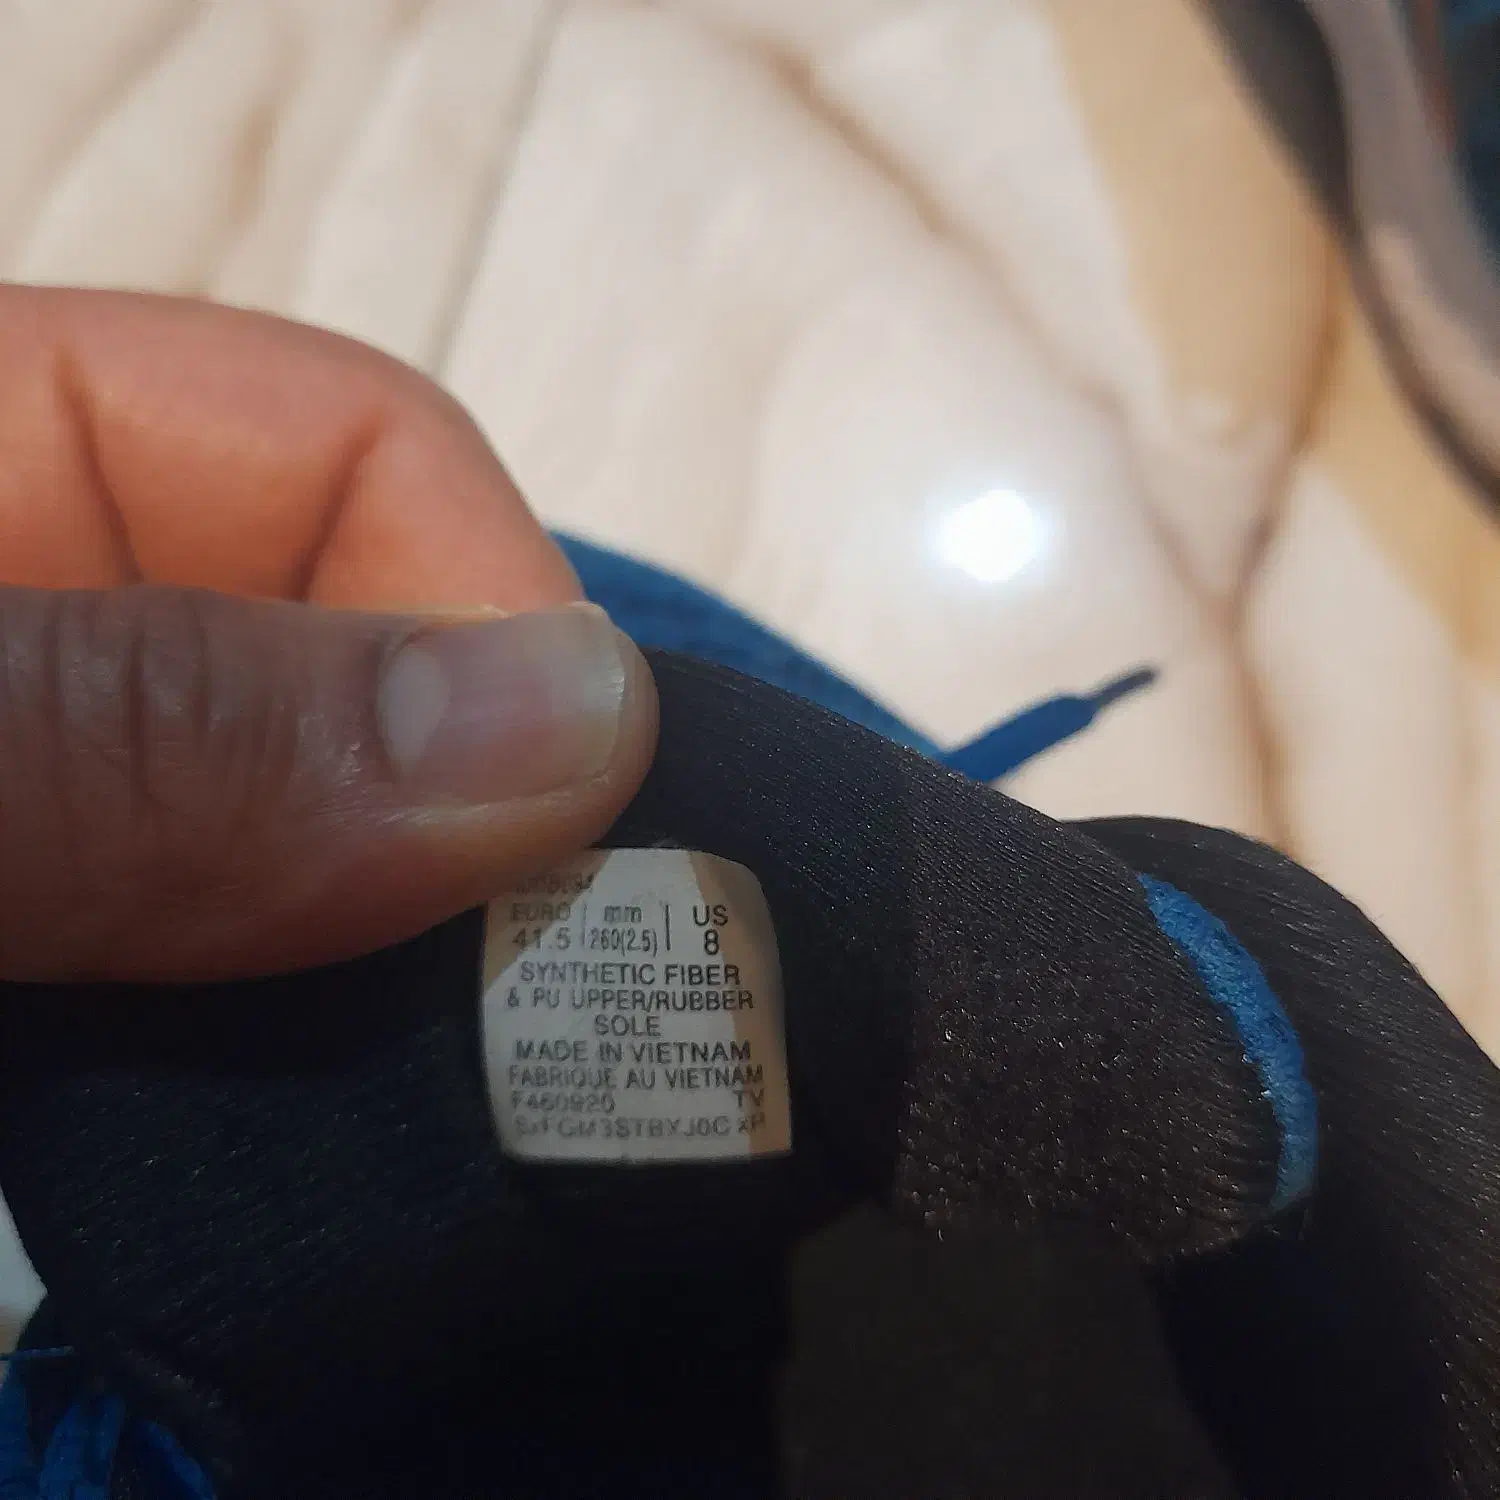 EURO | mm | US
41.5 | 260(2.5) | 8
SYNTHETIC FIBER
& PU UPPER/RUBBER
SOLE
MADE IN VIETNAM
FABRIQUE AU VIETNAM
F460920 TV